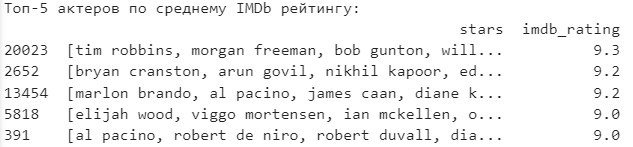 Топ-5 актеров по среднему IMDb рейтингу:
stars imdb_rating
20023 [tim robbins, morgan freeman, bob gunton, will... 9.3
2652 [bryan cranston, arun govil, nikhil kapoor, ed... 9.2
13454 [marlon brando, al pacino, james caan, diane k... 9.2
5818 [elijah wood, viggo mortensen, ian mckellen, o... 9.0
391 [al pacino, robert de niro, robert duvall, dia... 9.0